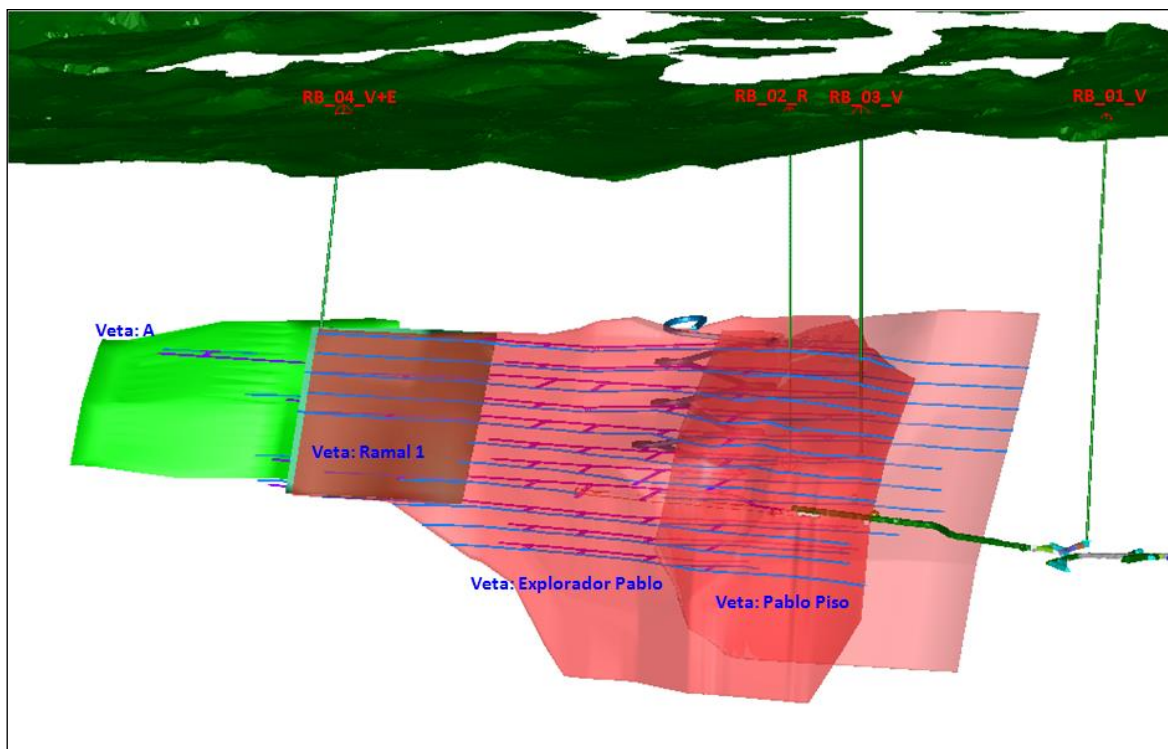 RB_04_V+E
RB_02_R
RB_03_V
RB_01_V
Veta: A
Veta: Ramal 1
Veta: Explorador Pablo
Veta: Pablo Piso